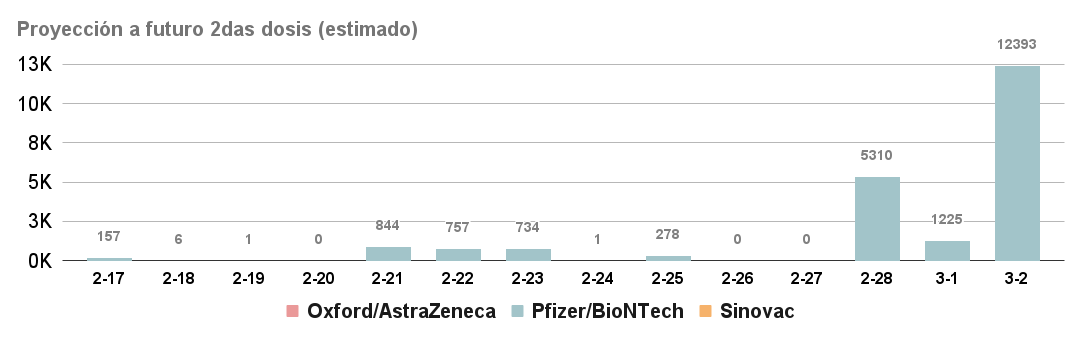 Proyección a futuro 2das dosis (estimado)
12393
13K
10K
8K
5310
5K
3K
844
757
734
1225
157
6
1
0
1
278
0
0
0K
2-17 2-18 2-19 2-20 2-21 2-22 2-23 2-24 2-25 2-26 2-27 2-28 3-1 3-2
Oxford/AstraZeneca Pfizer/BioNTech Sinovac